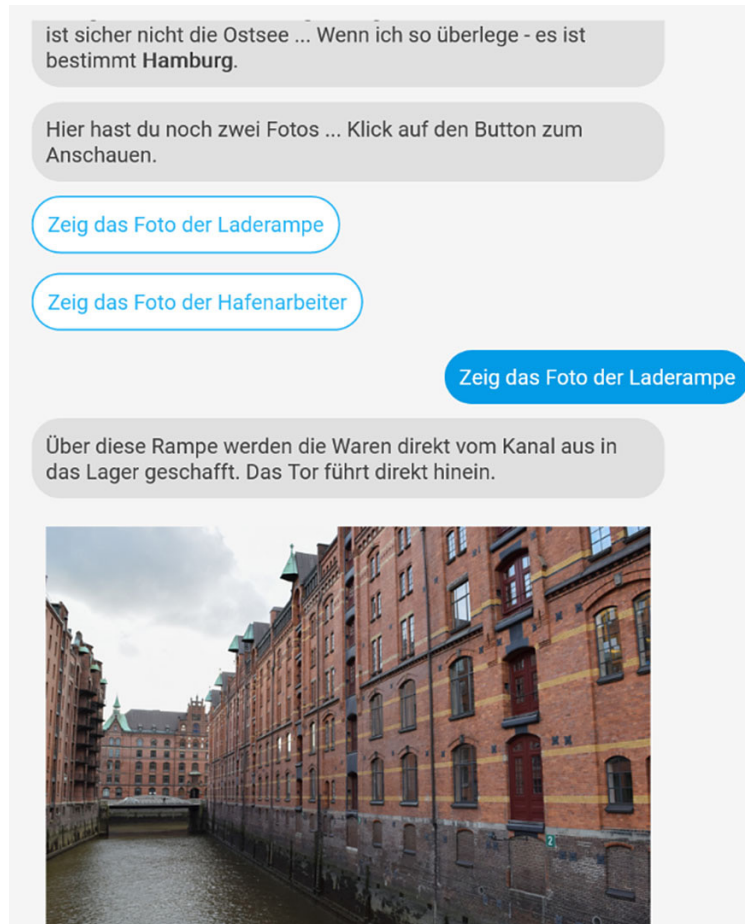 ist sicher nicht die Ostsee ... Wenn ich so überlege - es ist
bestimmt Hamburg.
Hier hast du noch zwei Fotos ... Klick auf den Button zum
Anschauen.
Zeig das Foto der Laderampe
Zeig das Foto der Hafenarbeiter
Zeig das Foto der Laderampe
Über diese Rampe werden die Waren direkt vom Kanal aus in
das Lager geschafft. Das Tor führt direkt hinein.
2